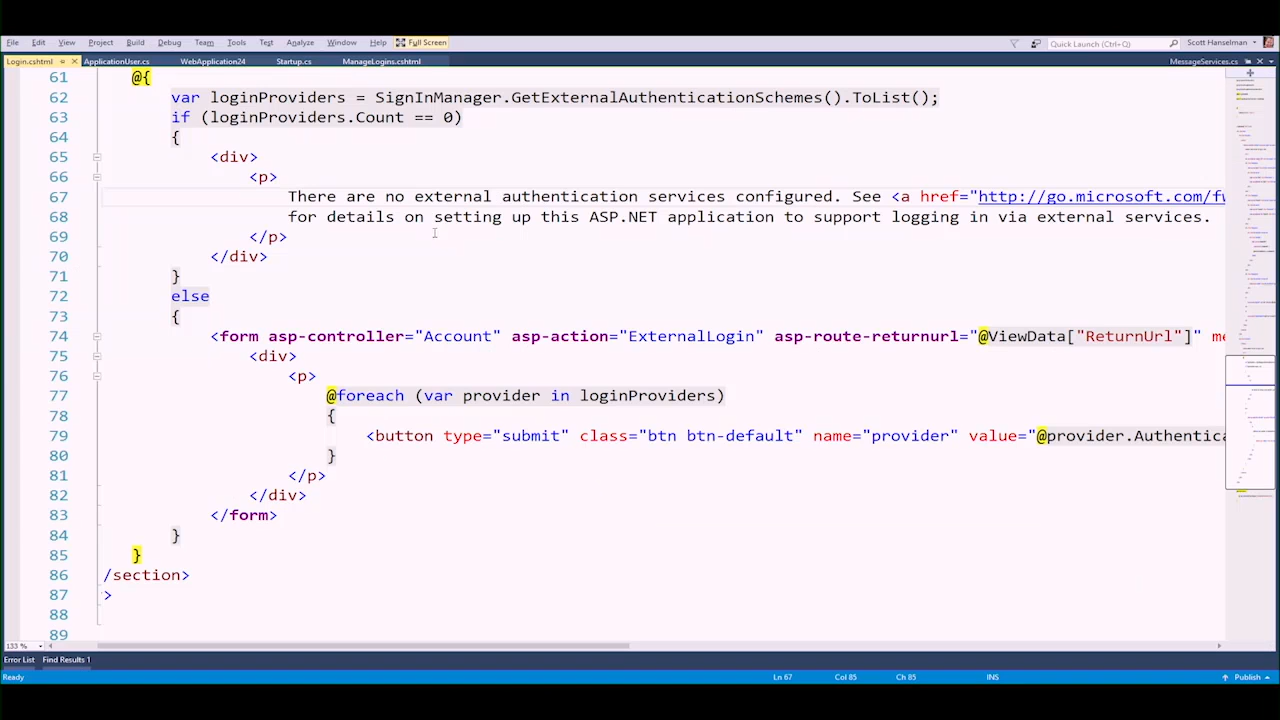 File Edit View Project Build Debug Team Tools Test Analyze Window Help Full Screen Quick Launch (Ctrl+Q) Scott Hanselman
Login.cshtml ApplicationUser.cs WebApplication24 Startup.cs ManageLogins.cshtml MessageServices.cs
61 @{
62 var loginProviders = SignInManager.GetExternalAuthenticationSchemes().ToList();
63 if (loginProviders.Count == 0)
64 {
65 <div>
66 <p>
67 There are no external authentication services configured. See <a href="http://go.microsoft.com/fw
68 for details on setting up this ASP.NET application to support logging in via external services.
69 </p>
70 </div>
71 }
72 else
73 {
74 <form asp-controller="Account" asp-action="ExternalLogin" asp-route-returnurl="@ViewData["ReturnUrl"]" me
75 <div>
76 <p>
77 @foreach (var provider in loginProviders)
78 {
79 <button type="submit" class="btn btn-default" name="provider" value="@provider.Authentica
80 }
81 </p>
82 </div>
83 </form>
84 }
85 }
86 /section>
87 >
88
89
133 %
Error List Find Results 1
Ready Ln 67 Col 85 Ch 85 INS Publish